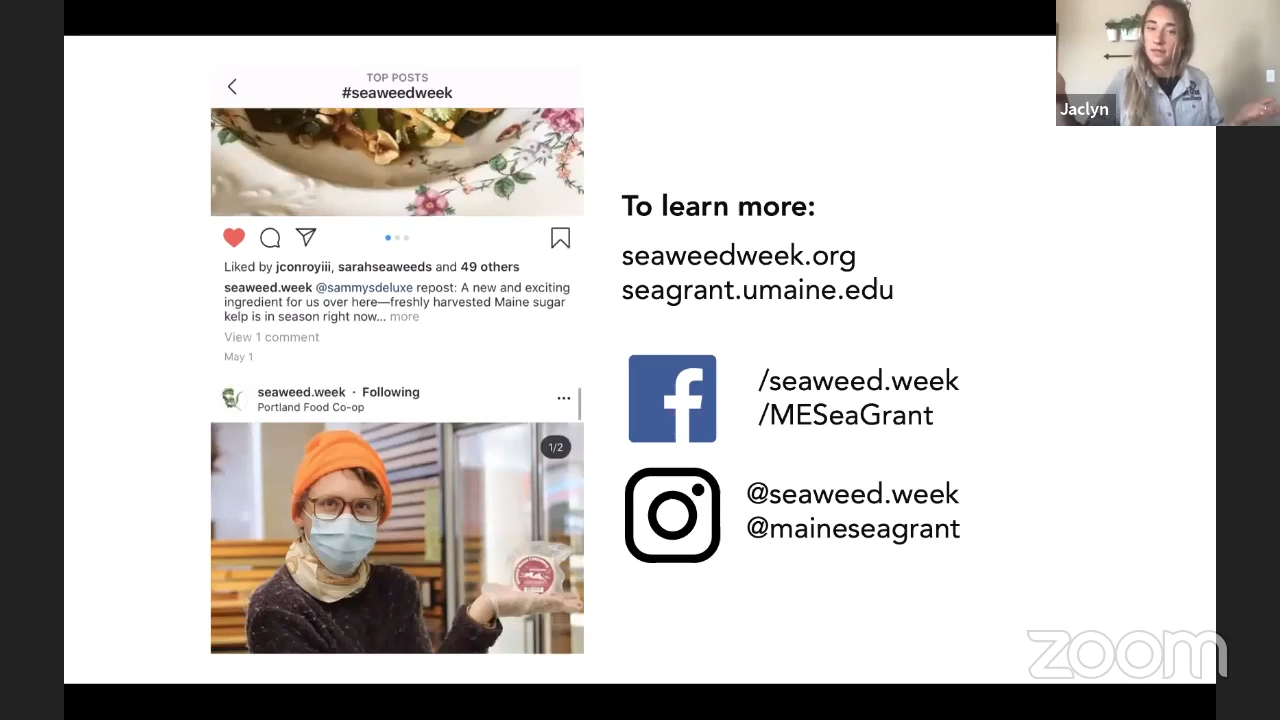 TOP POSTS
#seaweedweek
Liked by jconroyiii, sarahseaweeds and 49 others
seaweed.week @sammysdeluxe repost: A new and exciting
ingredient for us over here—freshly harvested Maine sugar
kelp is in season right now... more
View 1 comment
May 1
seaweed.week · Following
Portland Food Co-op
1/2
To learn more:
seaweedweek.org
seagrant.umaine.edu
/seaweed.week
/MESeaGrant
@seaweed.week
@maineseagrant
Jaclyn
zoom